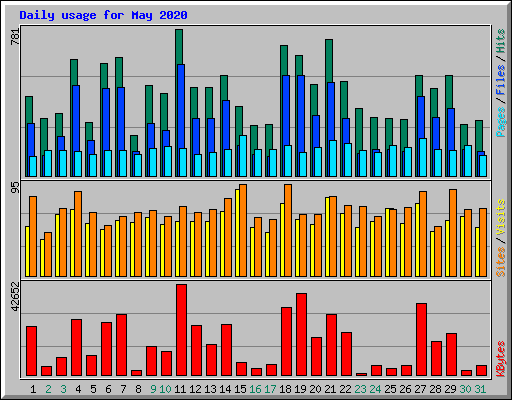 Daily usage for May 2020
781
Pages / Files / Hits
95
Sites / Visits
42652
KBytes
1 2 3 4 5 6 7 8 9 10 11 12 13 14 15 16 17 18 19 20 21 22 23 24 25 26 27 28 29 30 31